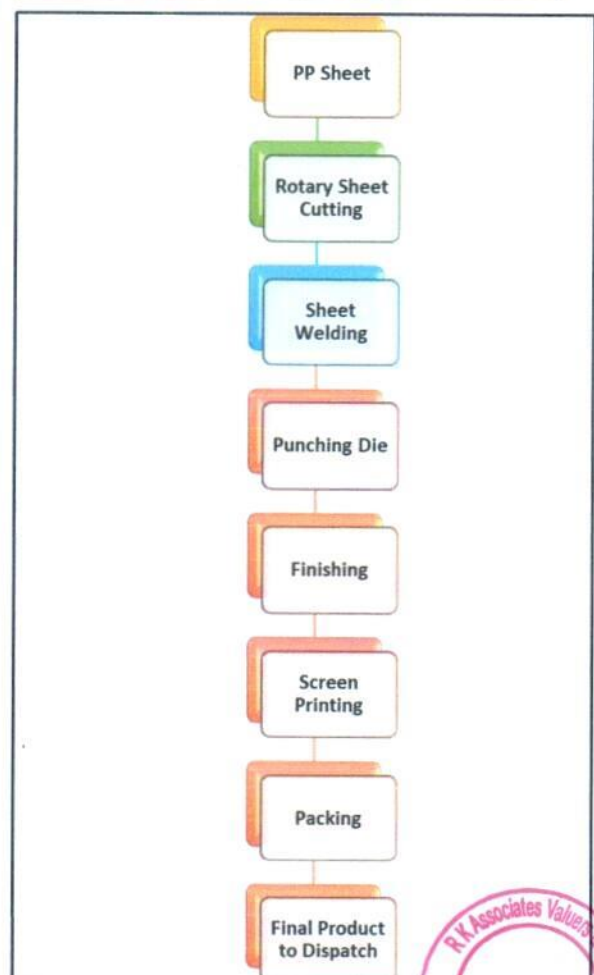 PP Sheet
Rotary Sheet
Cutting
Sheet
Welding
Punching Die
Finishing
Screen
Printing
Packing
Final Product
to Dispatch
R K Associates Valuers